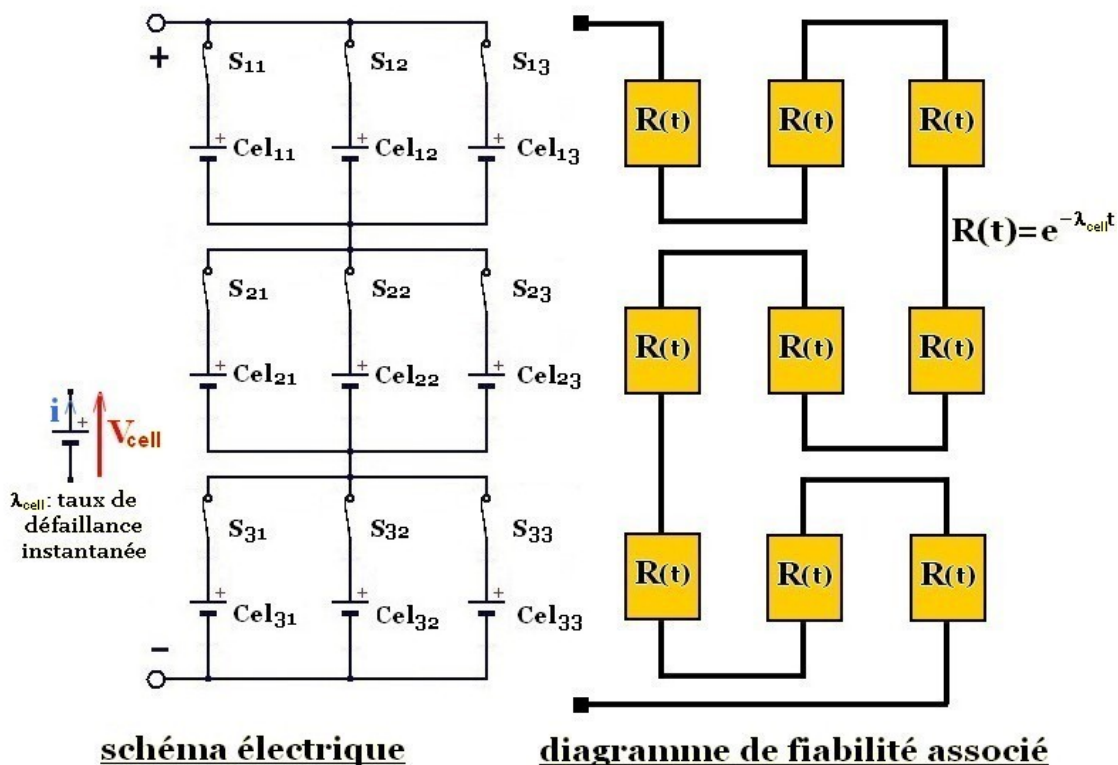 +
S₁₁
S₁₂
S₁₃
+
Cel₁₁
+
Cel₁₂
+
Cel₁₃
S₂₁
S₂₂
S₂₃
+
Cel₂₁
+
Cel₂₂
+
Cel₂₃
S₃₁
S₃₂
S₃₃
+
Cel₃₁
+
Cel₃₂
+
Cel₃₃
−
i
+
Vcell
λcell: taux de
défaillance
instantanée
schéma électrique
R(t)
R(t)
R(t)
R(t)=e^−λcell t
R(t)
R(t)
R(t)
R(t)
R(t)
R(t)
diagramme de fiabilité associé